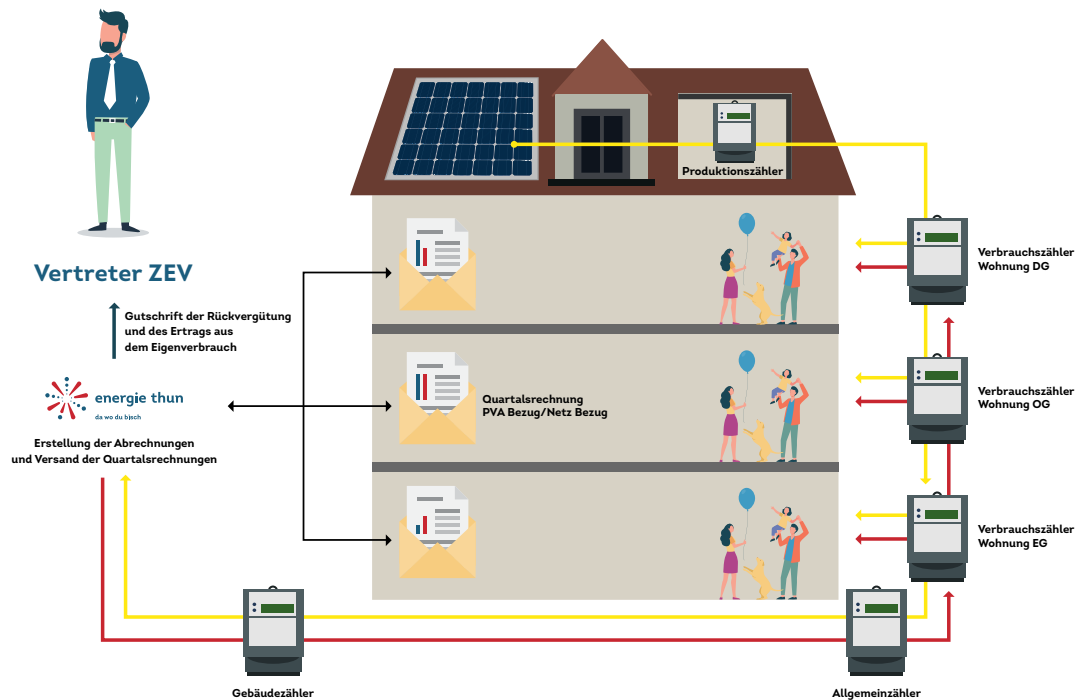 Vertreter ZEV
Gutschrift der Rückvergütung
und des Ertrags aus
dem Eigenverbrauch
energie thun
da wo du bisch
Erstellung der Abrechnungen
und Versand der Quartalsrechnungen
Quartalsrechnung
PVA Bezug/Netz Bezug
Produktionszähler
Verbrauchszähler
Wohnung DG
Verbrauchszähler
Wohnung OG
Verbrauchszähler
Wohnung EG
Gebäudezähler
Allgemeinzähler